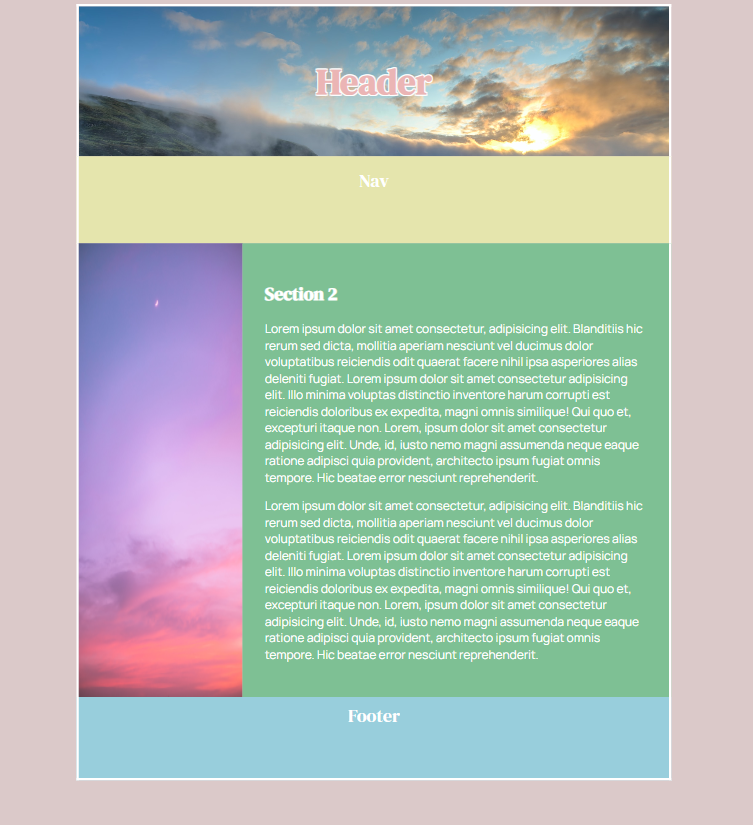 Header
Nav
Section 2
Lorem ipsum dolor sit amet consectetur, adipisicing elit. Blanditiis hic
rerum sed dicta, mollitia aperiam nesciunt vel ducimus dolor
voluptatibus reiciendis odit quaerat facere nihil ipsa asperiores alias
deleniti fugiat. Lorem ipsum dolor sit amet consectetur adipisicing
elit. Illo minima voluptas distinctio inventore harum corrupti est
reiciendis doloribus ex expedita, magni omnis similique! Qui quo et,
excepturi itaque non. Lorem, ipsum dolor sit amet consectetur
adipisicing elit. Unde, id, iusto nemo magni assumenda neque eaque
ratione adipisci quia provident, architecto ipsum fugiat omnis
tempore. Hic beatae error nesciunt reprehenderit.
Lorem ipsum dolor sit amet consectetur, adipisicing elit. Blanditiis hic
rerum sed dicta, mollitia aperiam nesciunt vel ducimus dolor
voluptatibus reiciendis odit quaerat facere nihil ipsa asperiores alias
deleniti fugiat. Lorem ipsum dolor sit amet consectetur adipisicing
elit. Illo minima voluptas distinctio inventore harum corrupti est
reiciendis doloribus ex expedita, magni omnis similique! Qui quo et,
excepturi itaque non. Lorem, ipsum dolor sit amet consectetur
adipisicing elit. Unde, id, iusto nemo magni assumenda neque eaque
ratione adipisci quia provident, architecto ipsum fugiat omnis
tempore. Hic beatae error nesciunt reprehenderit.
Footer